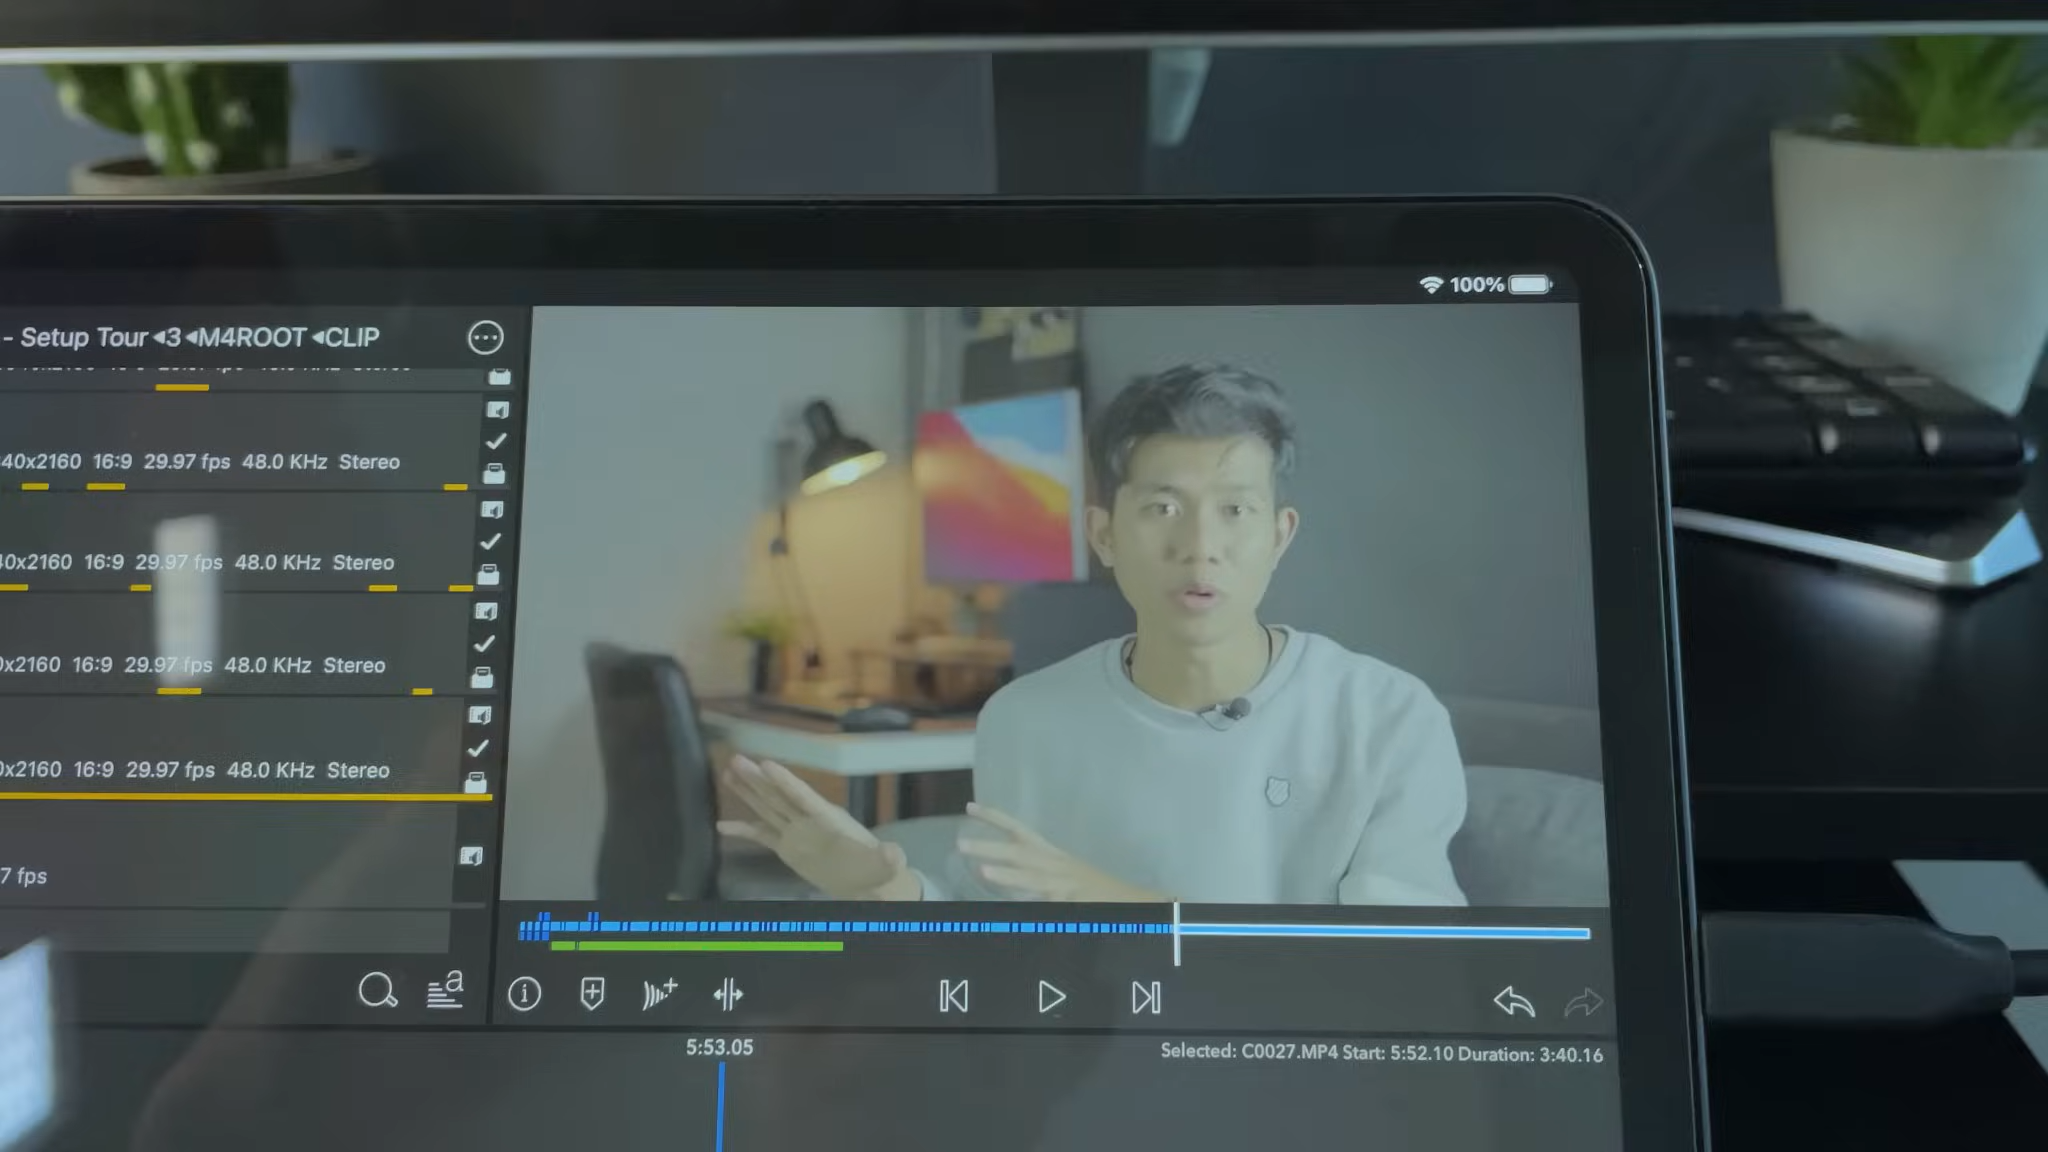 100%
- Setup Tour ◂3 ◂M4ROOT ◂CLIP
40x2160 16:9 29.97 fps 48.0 KHz Stereo
40x2160 16:9 29.97 fps 48.0 KHz Stereo
0x2160 16:9 29.97 fps 48.0 KHz Stereo
0x2160 16:9 29.97 fps 48.0 KHz Stereo
7 fps
a
5:53.05
Selected: C0027.MP4 Start: 5:52.10 Duration: 3:40.16